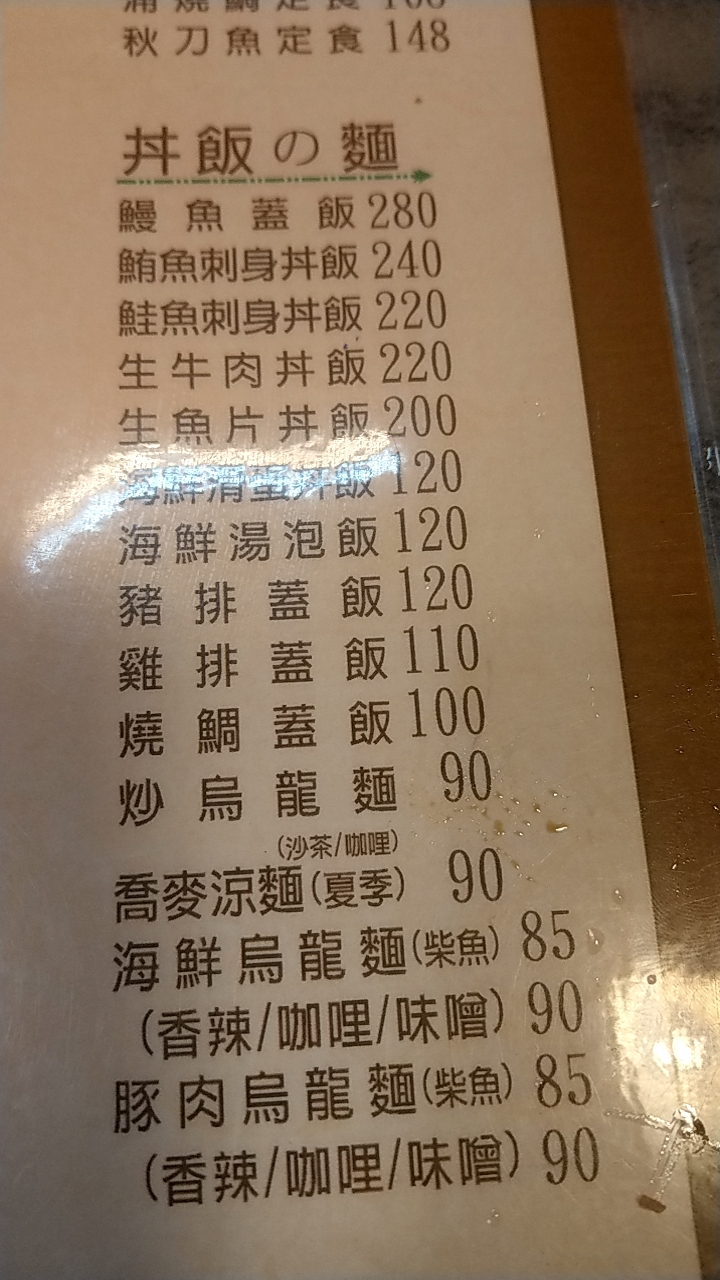 定食 168
秋刀魚定食 148
丼飯の麵
鰻魚蓋飯 280
鮪魚刺身丼飯 240
鮭魚刺身丼飯 220
生牛肉丼飯 220
生魚片丼飯 200
海鮮滑蛋丼飯 120
海鮮湯泡飯 120
豬排蓋飯 120
雞排蓋飯 110
燒鯛蓋飯 100
炒烏龍麵 90
(沙茶/咖哩)
喬麥涼麵(夏季) 90
海鮮烏龍麵(柴魚) 85
(香辣/咖哩/味噌) 90
豚肉烏龍麵(柴魚) 85
(香辣/咖哩/味噌) 90